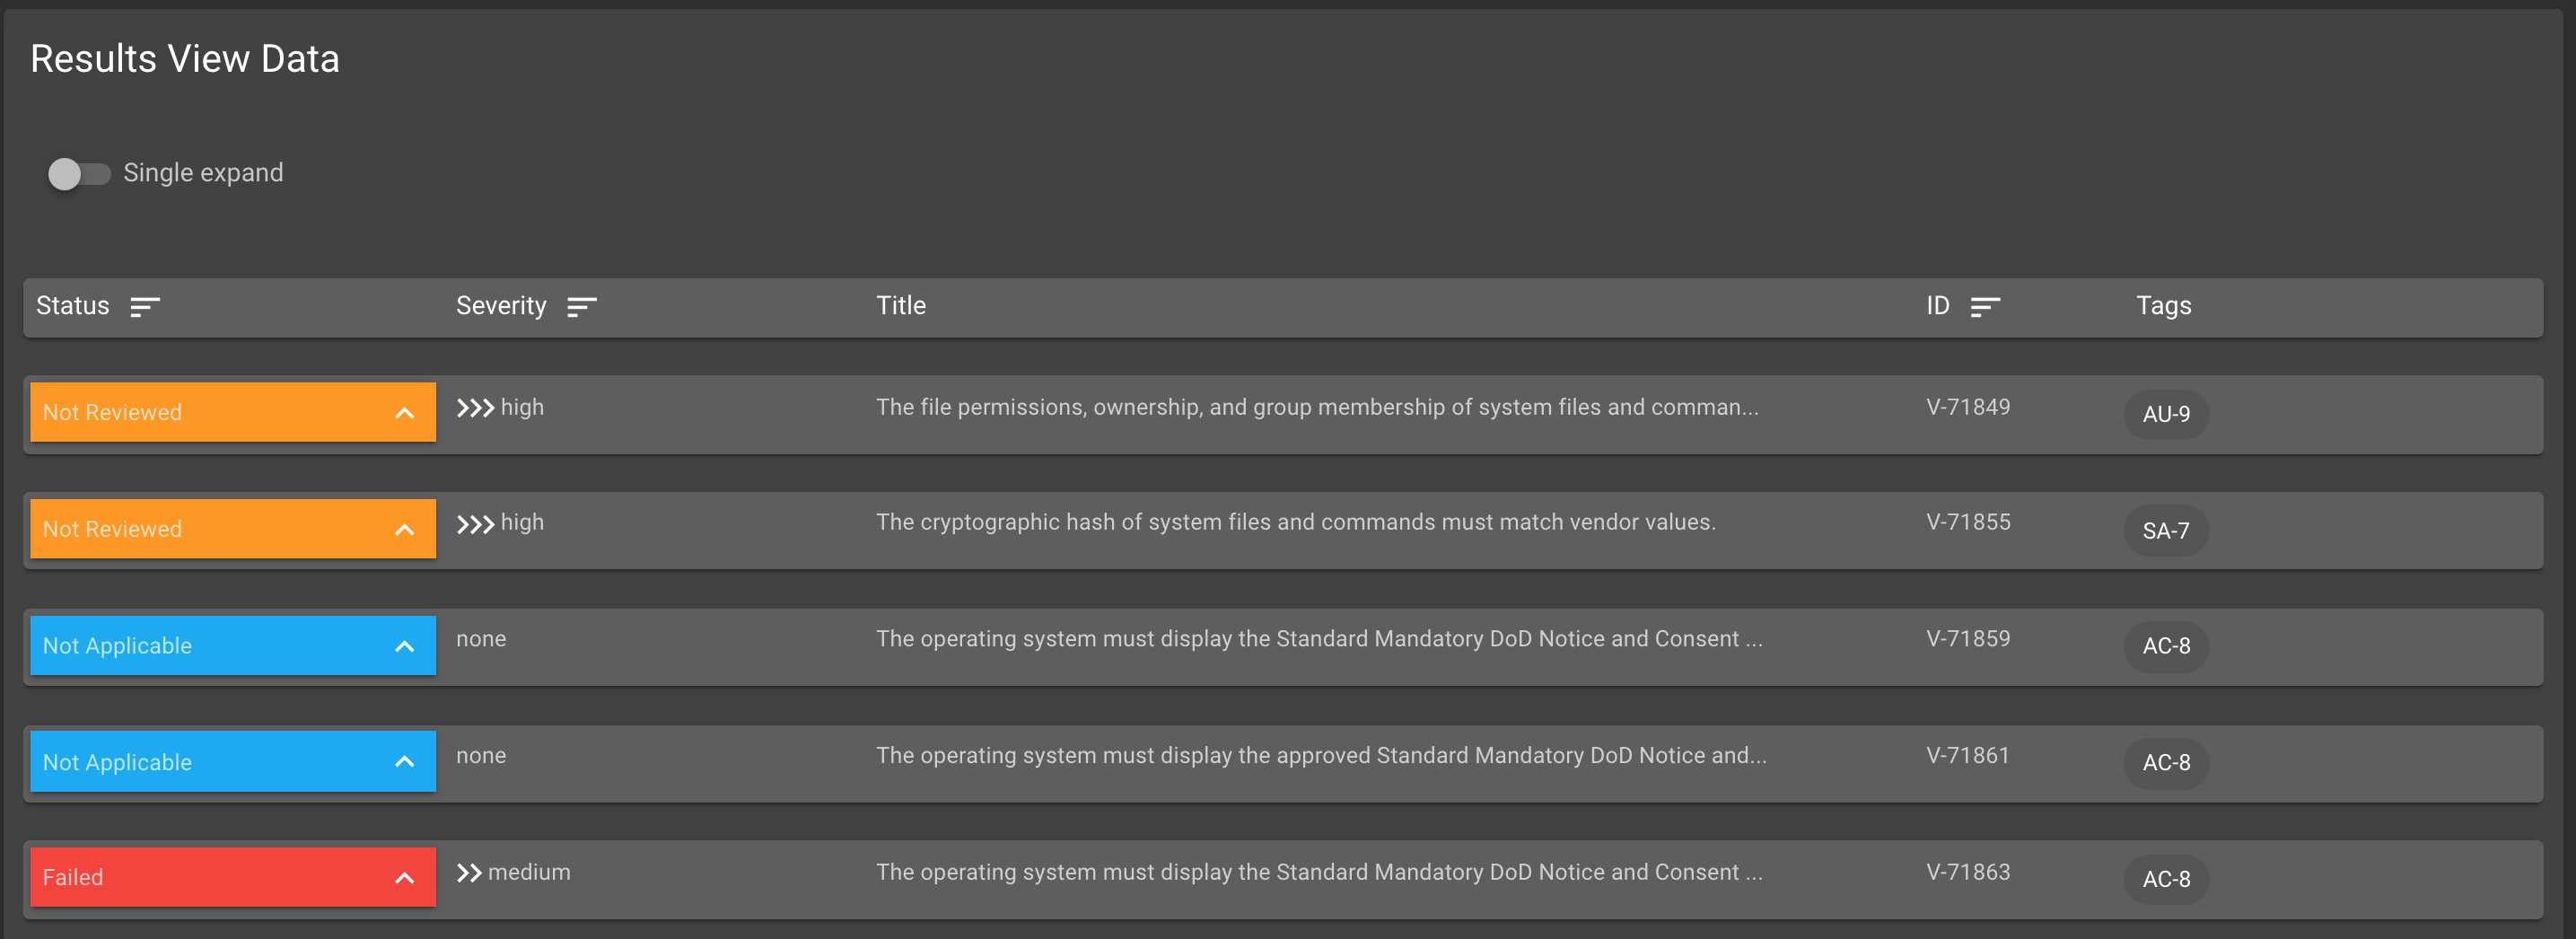 Results View Data
Single expand
Status Severity Title ID Tags
Not Reviewed high The file permissions, ownership, and group membership of system files and comman... V-71849 AU-9
Not Reviewed high The cryptographic hash of system files and commands must match vendor values. V-71855 SA-7
Not Applicable none The operating system must display the Standard Mandatory DoD Notice and Consent ... V-71859 AC-8
Not Applicable none The operating system must display the approved Standard Mandatory DoD Notice and... V-71861 AC-8
Failed medium The operating system must display the Standard Mandatory DoD Notice and Consent ... V-71863 AC-8